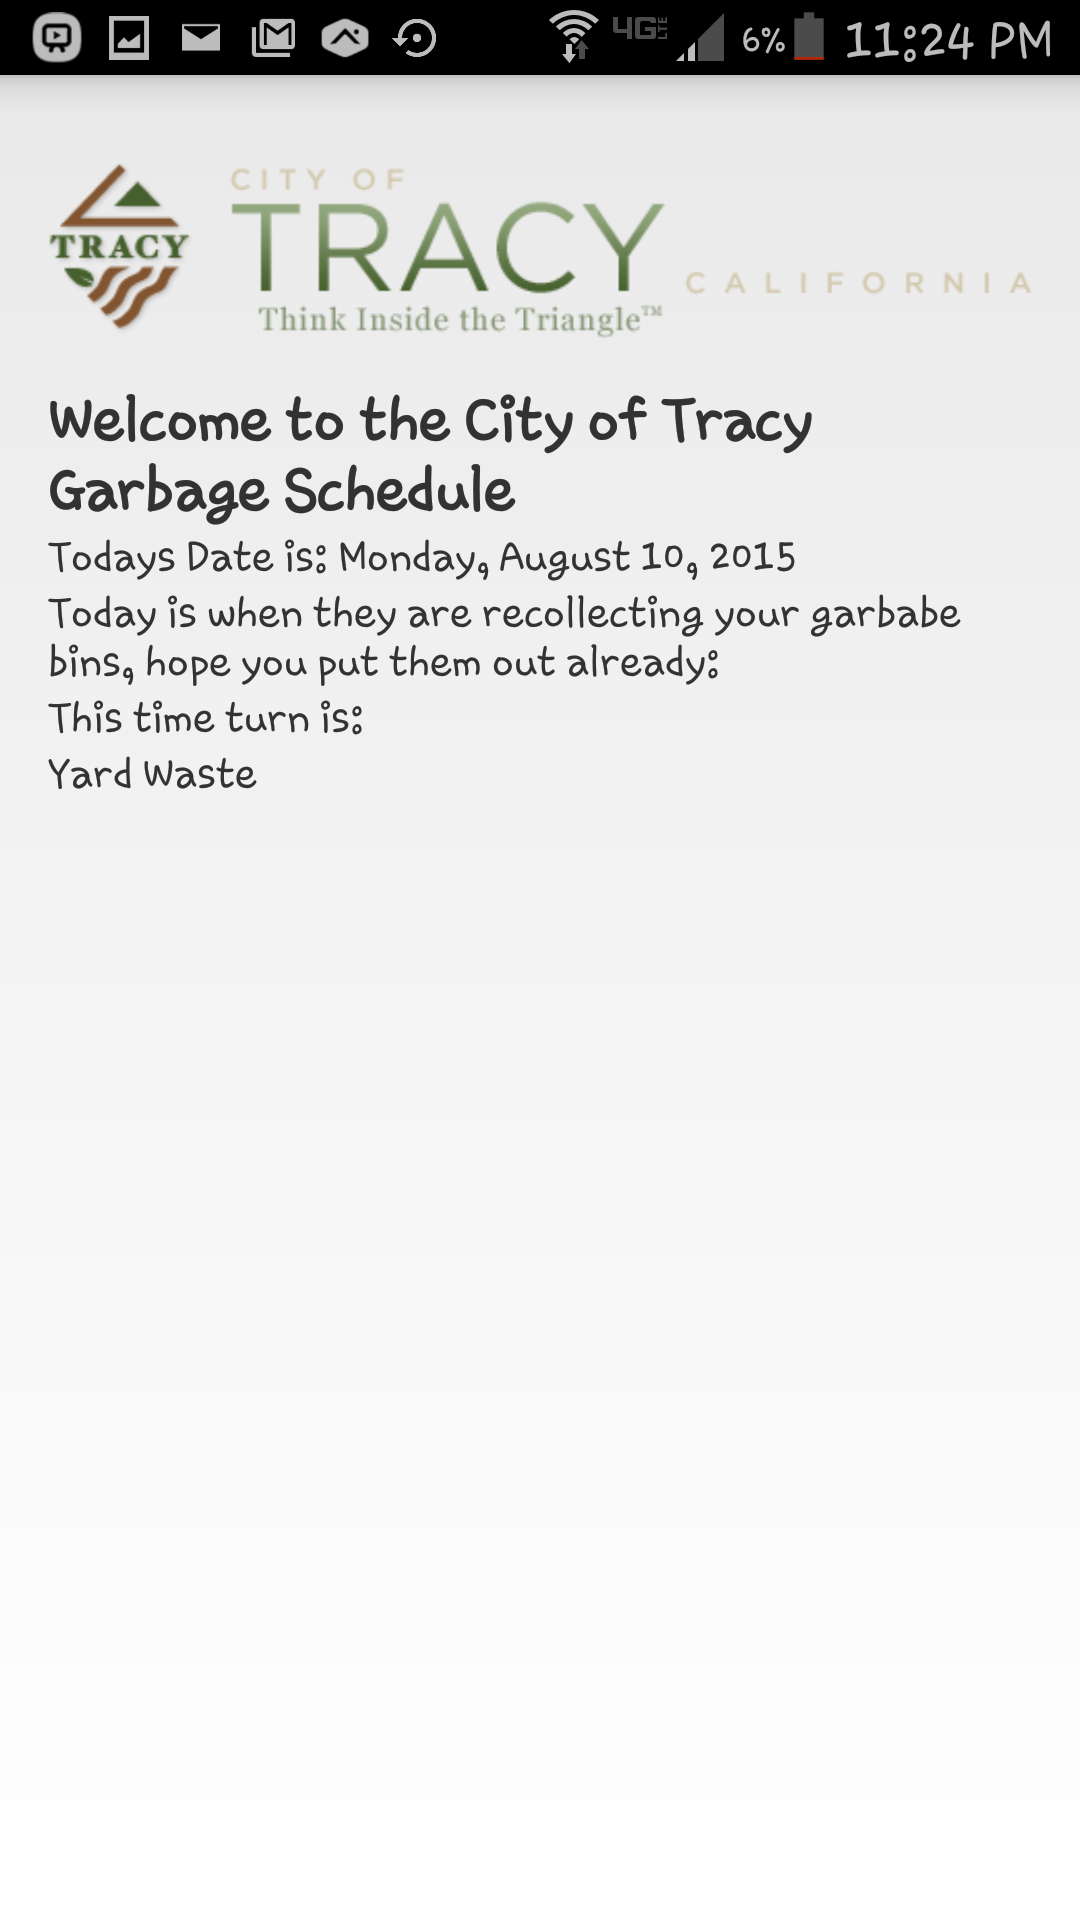 4G LTE 6% 11:24 PM
CITY OF
TRACY
TRACY
CALIFORNIA
Think Inside the Triangle™
Welcome to the City of Tracy
Garbage Schedule
Todays Date is: Monday, August 10, 2015
Today is when they are recollecting your garbabe
bins, hope you put them out already:
This time turn is:
Yard Waste